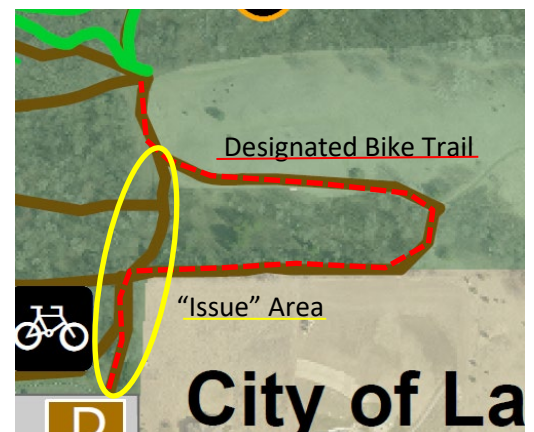 Designated Bike Trail
“Issue” Area
City of La